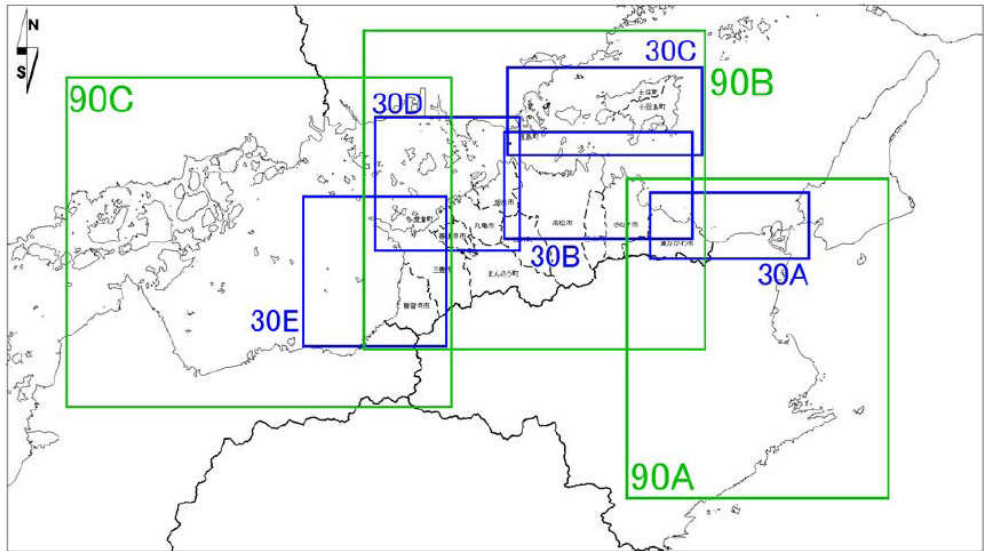 N
S
90C
90B
30C
30D
土庄町
小豆島町
直島町
坂出市
多度津町
丸亀市
高松市
さぬき市
善通寺市
東かがわ市
三豊市
まんのう町
30B
30A
観音寺市
30E
90A